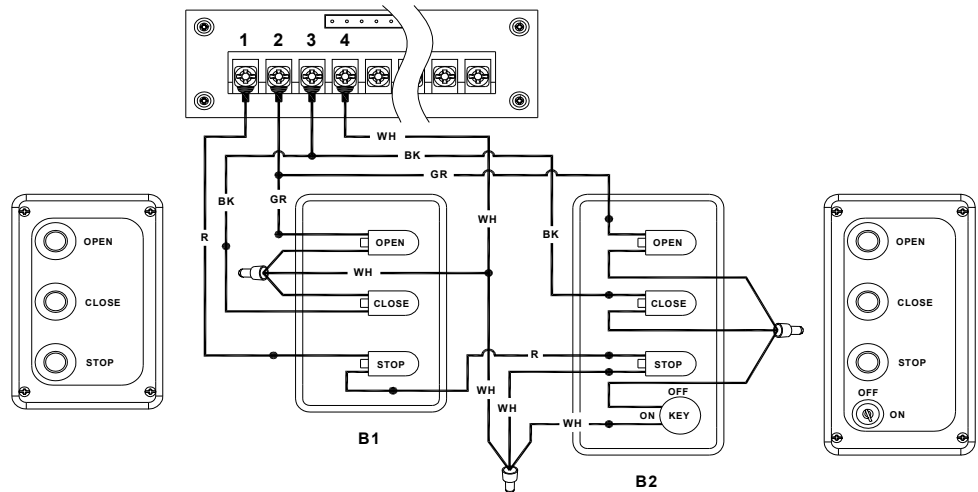 1 2 3 4
WH
BK
GR
BK GR WH
R BK
OPEN OPEN OPEN OPEN
WH
CLOSE CLOSE CLOSE CLOSE
STOP STOP R STOP STOP
WH
WH
OFF OFF
ON KEY ON
WH
B1
B2